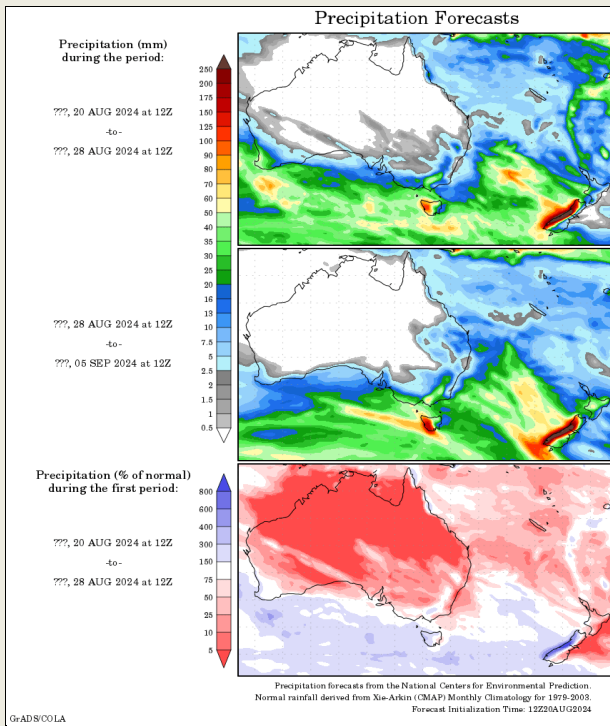 Precipitation Forecasts
Precipitation (mm)
during the period:
???, 20 AUG 2024 at 12Z
-to-
???, 28 AUG 2024 at 12Z
250
200
175
150
125
100
90
80
70
60
50
40
35
30
25
20
16
13
10
7.5
5
2.5
2
1.5
1
0.5
???, 28 AUG 2024 at 12Z
-to-
???, 05 SEP 2024 at 12Z
Precipitation (% of normal)
during the first period:
???, 20 AUG 2024 at 12Z
-to-
???, 28 AUG 2024 at 12Z
800
600
400
300
150
75
50
25
10
5
Precipitation forecasts from the National Centers for Environmental Prediction.
Normal rainfall derived from Xie-Arkin (CMAP) Monthly Climatology for 1979-2003.
Forecast Initialization Time: 12Z20AUG2024
GrADS/COLA